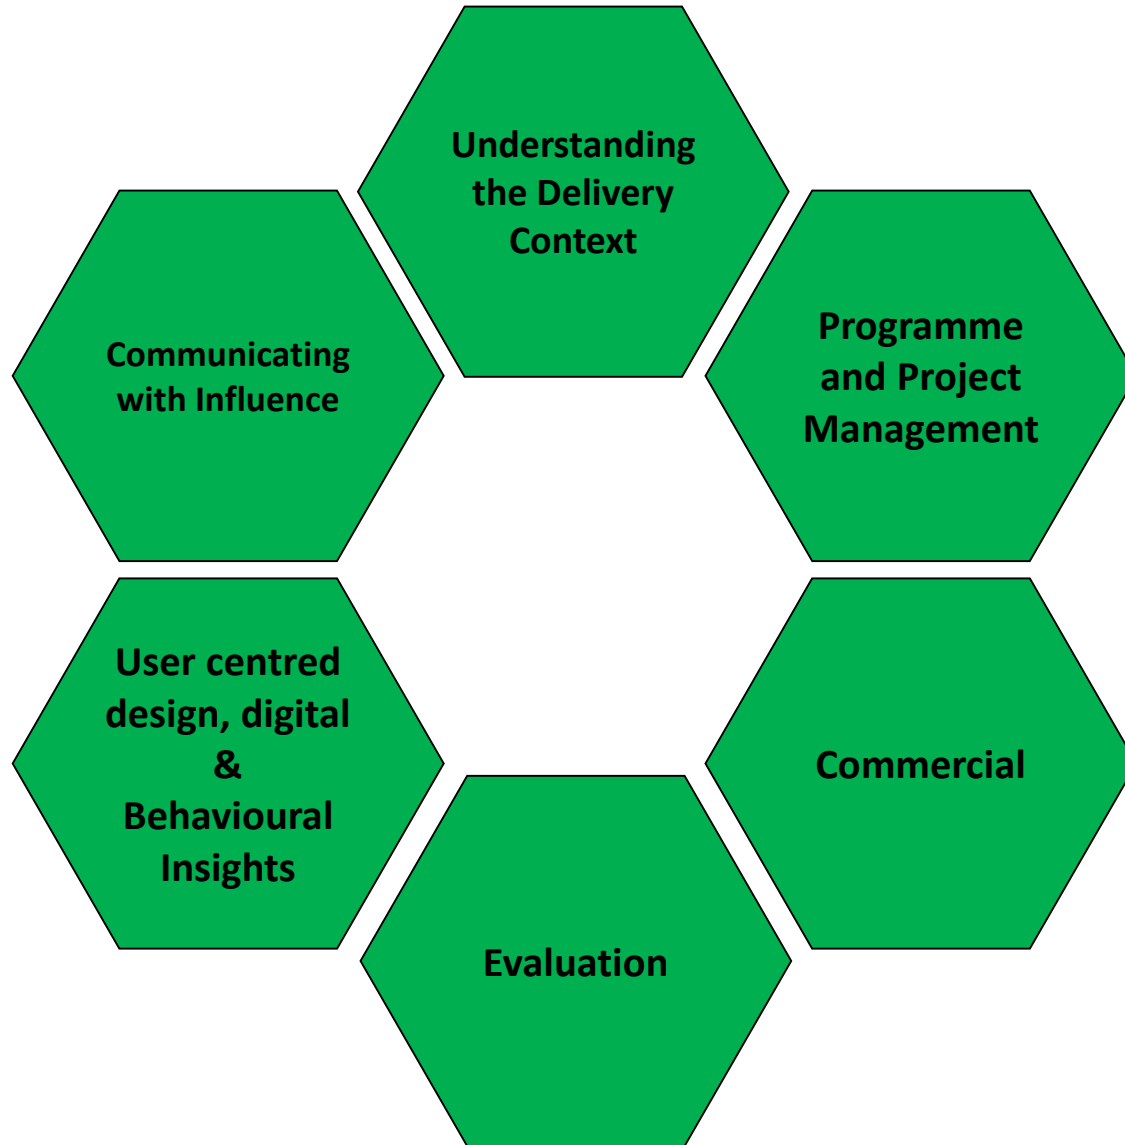 Understanding
the Delivery
Context
Programme
and Project
Management
Communicating
with Influence
User centred
design, digital
&
Behavioural
Insights
Commercial
Evaluation